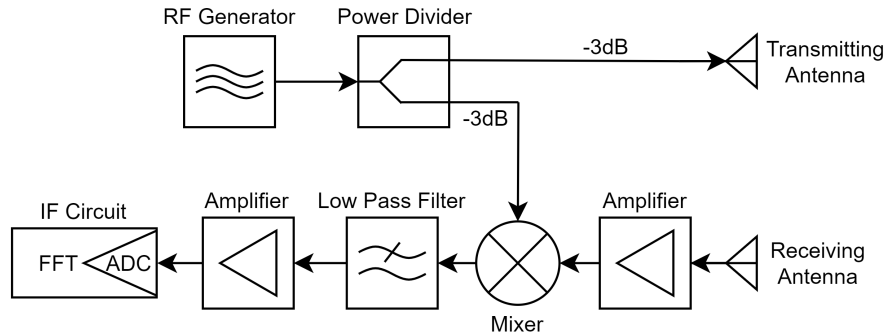 RF Generator
Power Divider
-3dB
Transmitting
Antenna
-3dB
IF Circuit
Amplifier
Low Pass Filter
Amplifier
FFT
ADC
Receiving
Antenna
Mixer